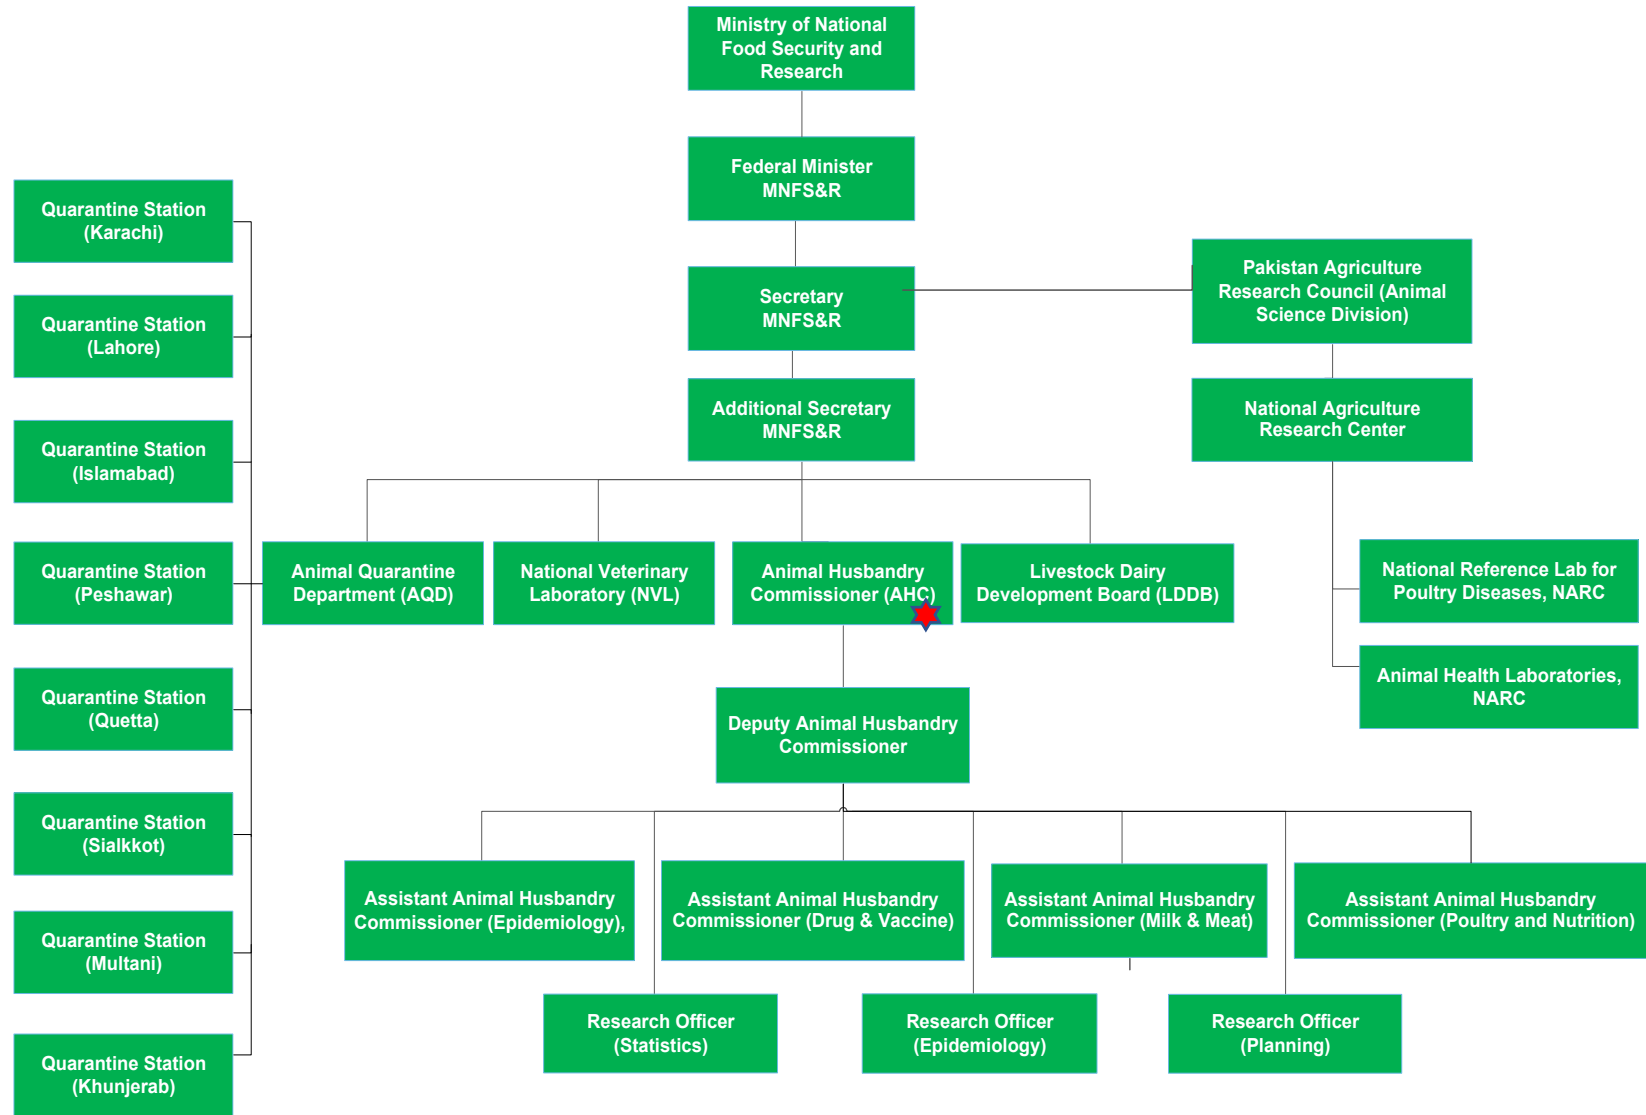 Ministry of National
Food Security and
Research
Federal Minister
MNFS&R
Secretary
MNFS&R
Pakistan Agriculture
Research Council (Animal
Science Division)
Additional Secretary
MNFS&R
National Agriculture
Research Center
Quarantine Station
(Karachi)
Quarantine Station
(Lahore)
Quarantine Station
(Islamabad)
Quarantine Station
(Peshawar)
Quarantine Station
(Quetta)
Quarantine Station
(Sialkkot)
Quarantine Station
(Multani)
Quarantine Station
(Khunjerab)
Animal Quarantine
Department (AQD)
National Veterinary
Laboratory (NVL)
Animal Husbandry
Commissioner (AHC)
Livestock Dairy
Development Board (LDDB)
National Reference Lab for
Poultry Diseases, NARC
Animal Health Laboratories,
NARC
Deputy Animal Husbandry
Commissioner
Assistant Animal Husbandry
Commissioner (Epidemiology),
Assistant Animal Husbandry
Commissioner (Drug & Vaccine)
Assistant Animal Husbandry
Commissioner (Milk & Meat)
Assistant Animal Husbandry
Commissioner (Poultry and Nutrition)
Research Officer
(Statistics)
Research Officer
(Epidemiology)
Research Officer
(Planning)